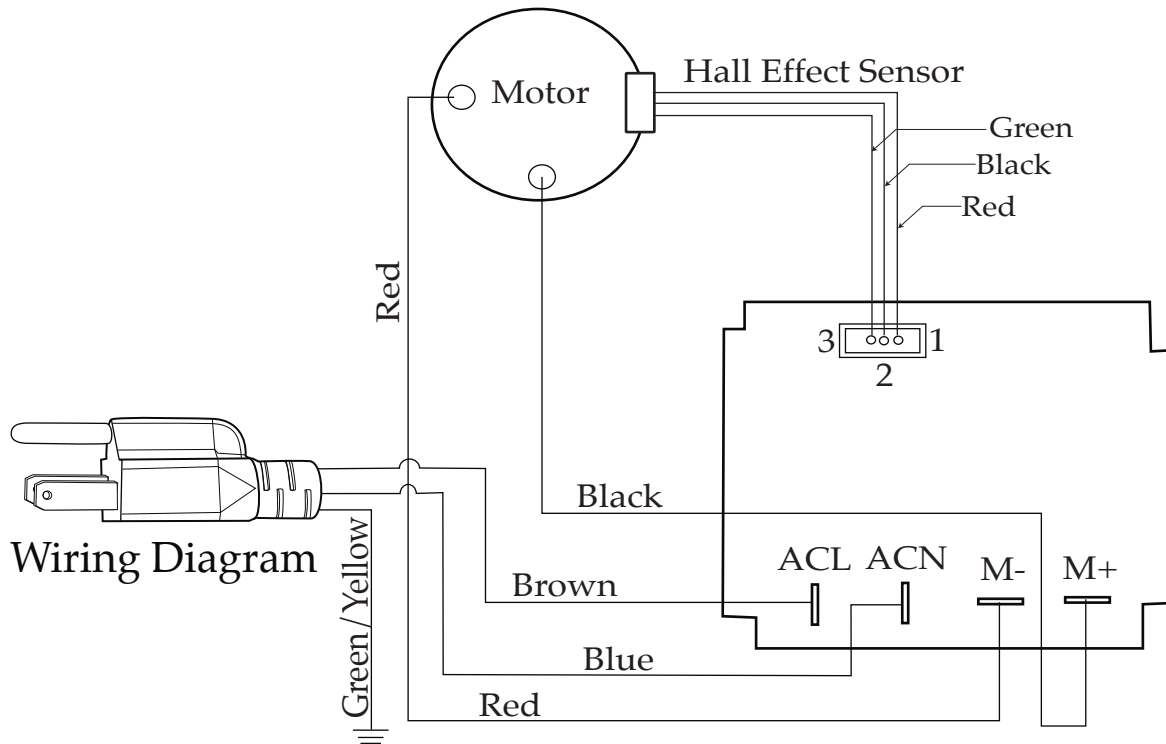 Motor
Hall Effect Sensor
Green
Black
Red
Red
3
1
2
Wiring Diagram
Green/Yellow
Black
Brown
ACL
ACN
M-
M+
Blue
Red